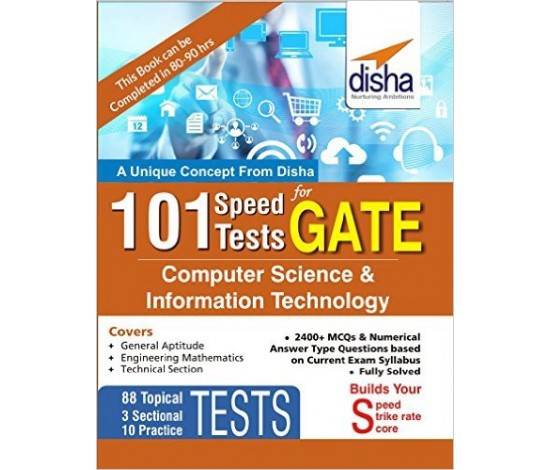 This Book can be
Completed in 80-90 hrs
disha
Nurturing Ambitions
12
A Unique Concept From Disha
101 Speed Tests for GATE
Computer Science &
Information Technology
Covers
+ General Aptitude
+ Engineering Mathematics
+ Technical Section
• 2400+ MCQs & Numerical
Answer Type Questions based
on Current Exam Syllabus
• Fully Solved
88 Topical
3 Sectional
10 Practice
TESTS
Builds Your
Speed
Strike rate
Score